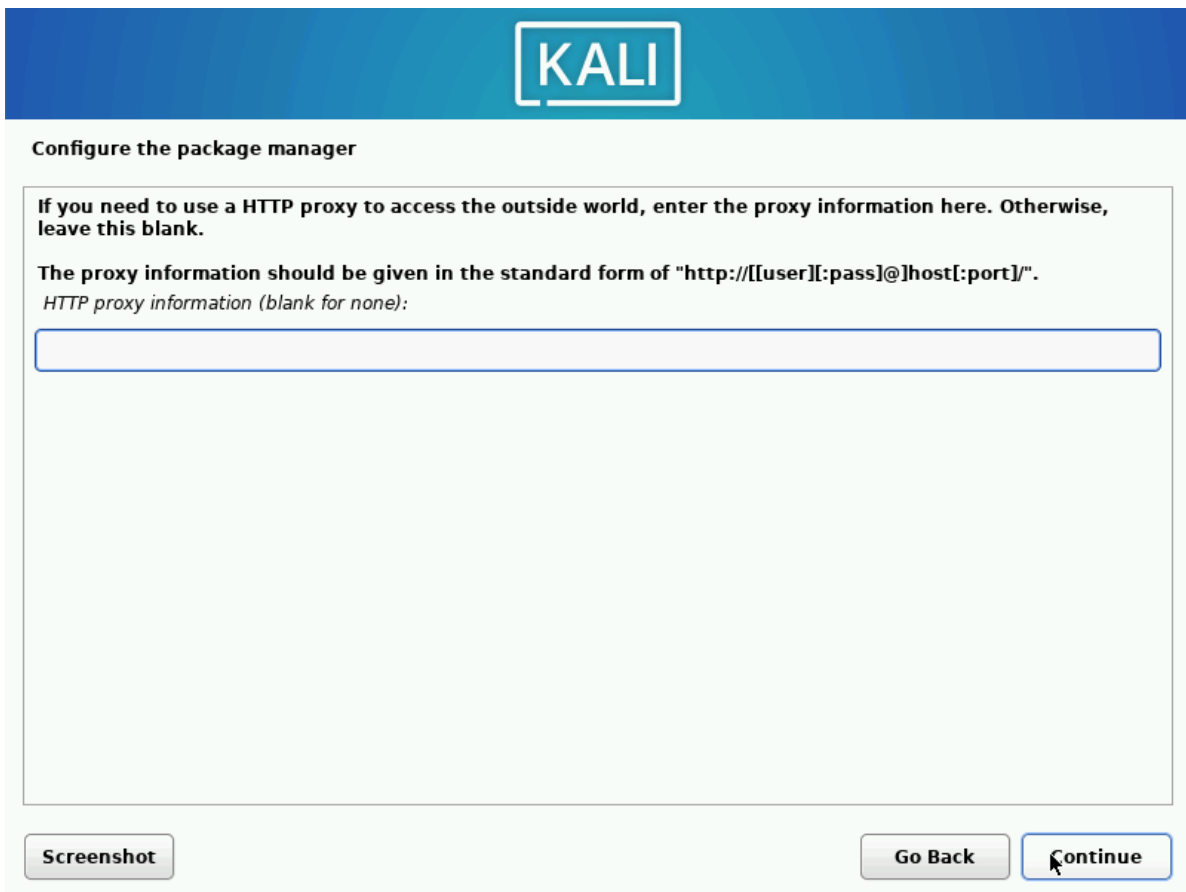 KALI
Configure the package manager
If you need to use a HTTP proxy to access the outside world, enter the proxy information here. Otherwise,
leave this blank.
The proxy information should be given in the standard form of "http://[[user][:pass]@]host[:port]/".
HTTP proxy information (blank for none):
Screenshot
Go Back
Continue